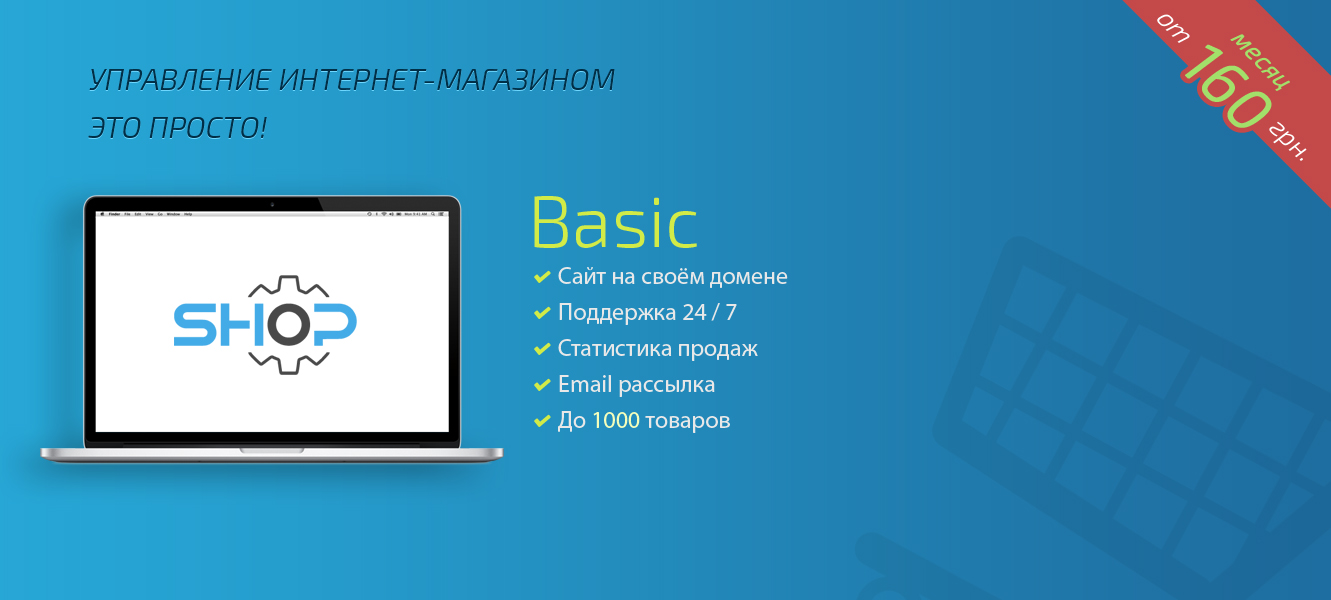 УПРАВЛЕНИЕ ИНТЕРНЕТ-МАГАЗИНОМ
ЭТО ПРОСТО!
от 160 грн.
месяц
SHOP
Basic
Сайт на своём домене
Поддержка 24 / 7
Статистика продаж
Email рассылка
До 1000 товаров